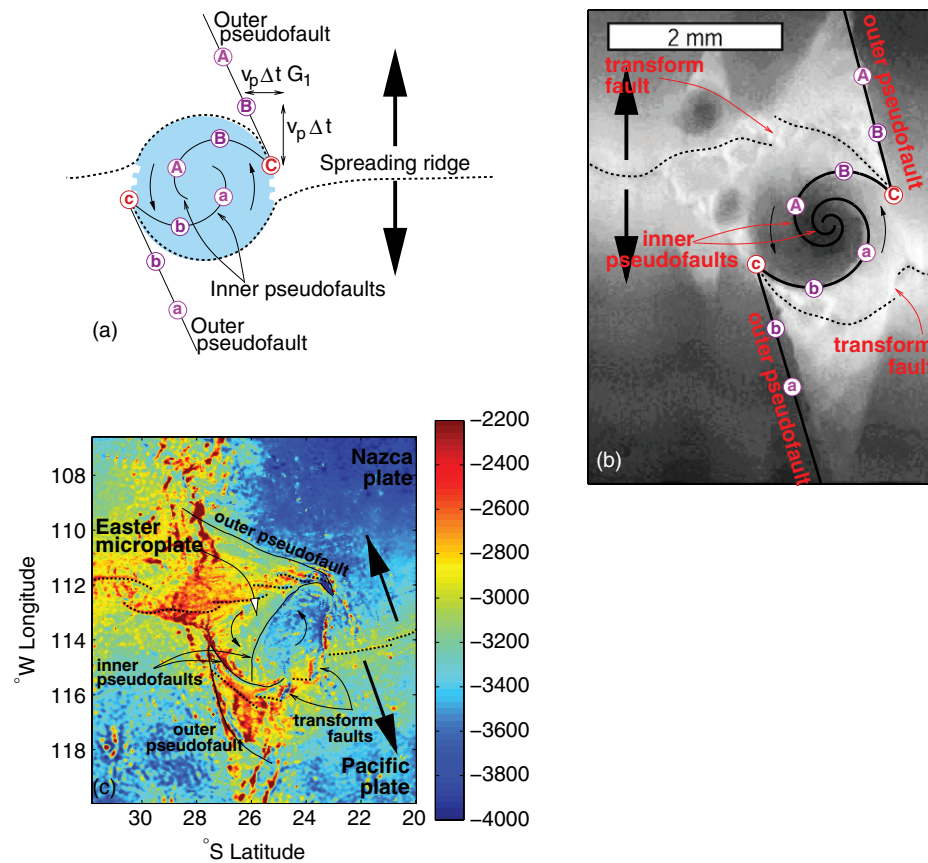 Outer
pseudofault
A
v_p Δt G_1
B
v_p Δt
B
A
C
Spreading ridge
a
c
b
b
Inner pseudofaults
a
Outer
pseudofault
(a)
2 mm
transform
fault
outer pseudofault
A
B
B
C
A
inner
pseudofaults
a
c
b
b
transform
fault
a
outer pseudofault
(b)
−2200
−2400
−2600
−2800
−3000
−3200
−3400
−3600
−3800
−4000
108
110
112
114
116
118
°W Longitude
Nazca
plate
outer pseudofault
Easter
microplate
inner
pseudofaults
transform
faults
outer
pseudofault
Pacific
plate
(c)
30 28 26 24 22 20
°S Latitude